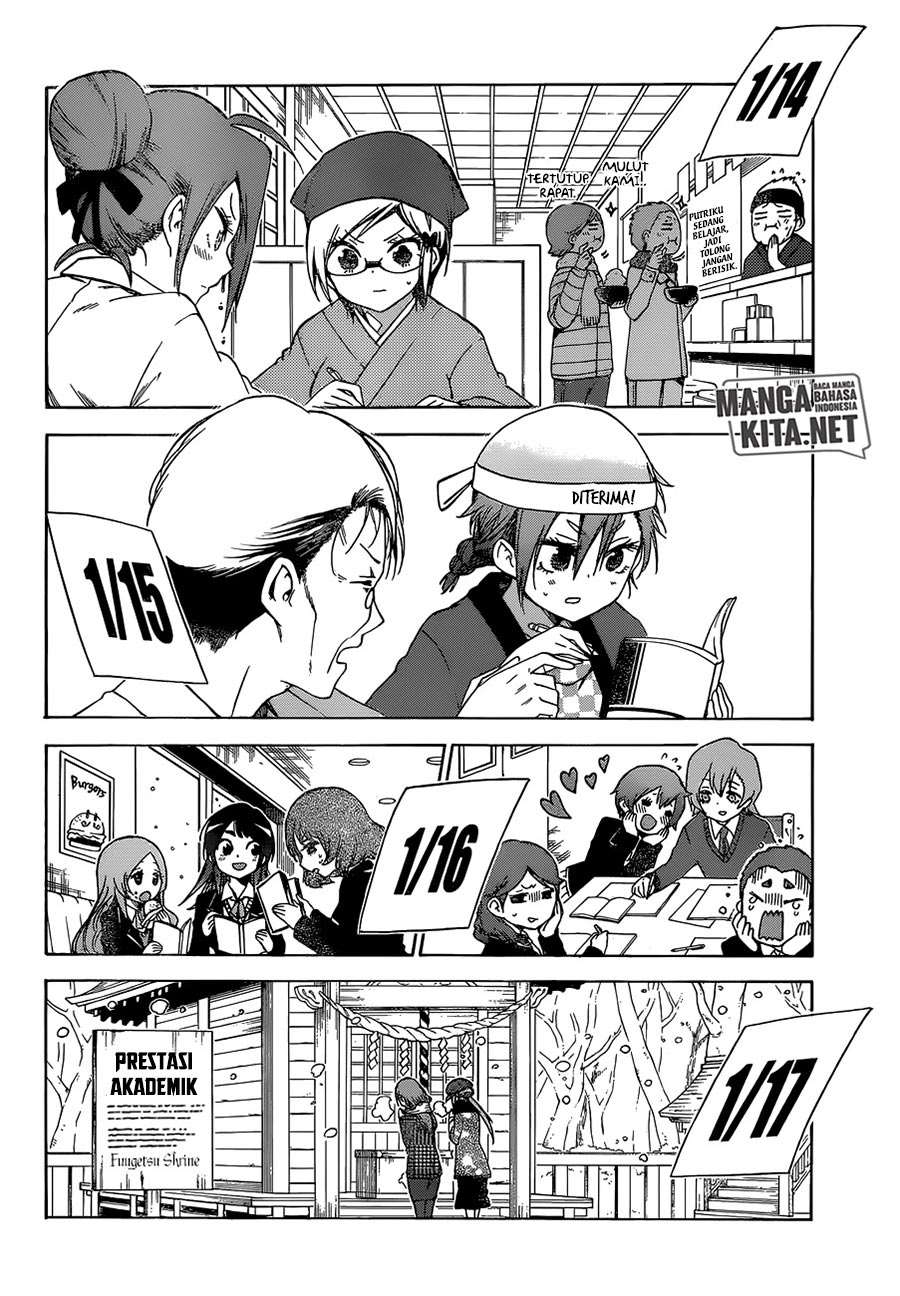 1/14
MULUT
KAMI!..
TERTUTUP
RAPAT.
PUTRIKU
SEDANG
BELAJAR,
JADI
TOLONG
JANGAN
BERISIK.
MANGA
KITA.NET
BACA MANGA
BAHASA
INDONESIA
DITERIMA!
1/15
Burgers
1/16
PRESTASI
AKADEMIK
Fuugetsu Shrine
1/17